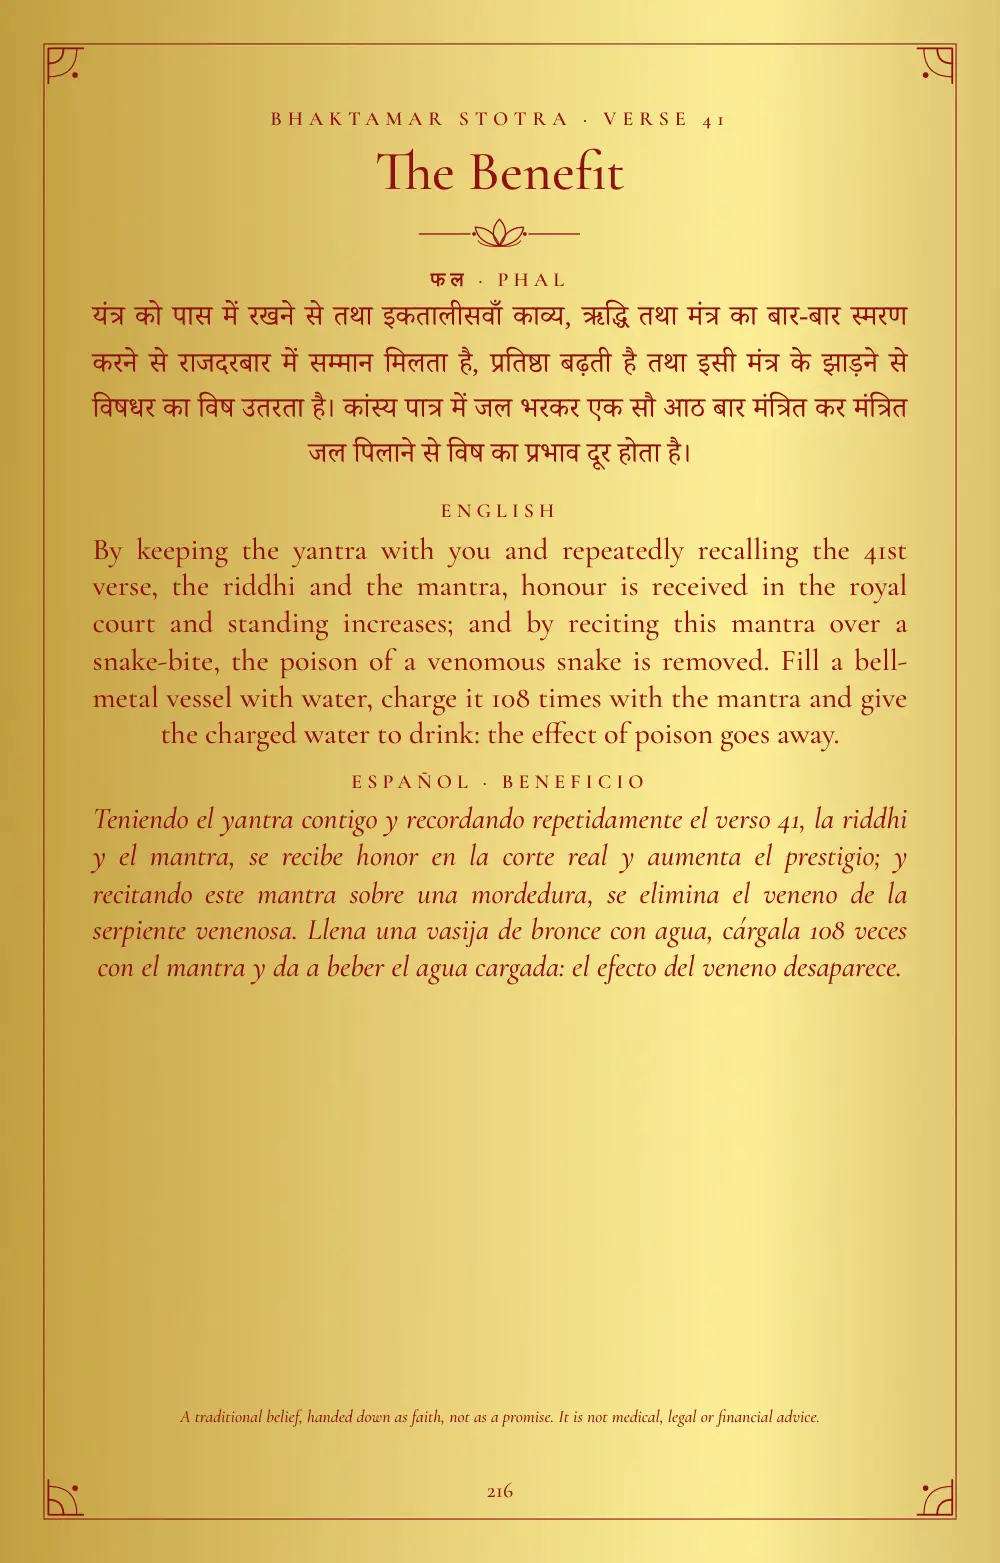 BHAKTAMAR STOTRA · VERSE 41
The Benefit
फल · PHAL
यंत्र को पास में रखने से तथा इकतालीसवाँ काव्य, ऋद्धि तथा मंत्र का बार-बार स्मरण
करने से राजदरबार में सम्मान मिलता है, प्रतिष्ठा बढ़ती है तथा इसी मंत्र के झाड़ने से
विषधर का विष उतरता है। कांस्य पात्र में जल भरकर एक सौ आठ बार मंत्रित कर मंत्रित
जल पिलाने से विष का प्रभाव दूर होता है।
ENGLISH
By keeping the yantra with you and repeatedly recalling the 41st
verse, the riddhi and the mantra, honour is received in the royal
court and standing increases; and by reciting this mantra over a
snake-bite, the poison of a venomous snake is removed. Fill a bell-
metal vessel with water, charge it 108 times with the mantra and give
the charged water to drink: the effect of poison goes away.
ESPAÑOL · BENEFICIO
Teniendo el yantra contigo y recordando repetidamente el verso 41, la riddhi
y el mantra, se recibe honor en la corte real y aumenta el prestigio; y
recitando este mantra sobre una mordedura, se elimina el veneno de la
serpiente venenosa. Llena una vasija de bronce con agua, cárgala 108 veces
con el mantra y da a beber el agua cargada: el efecto del veneno desaparece.
A traditional belief, handed down as faith, not as a promise. It is not medical, legal or financial advice.
216